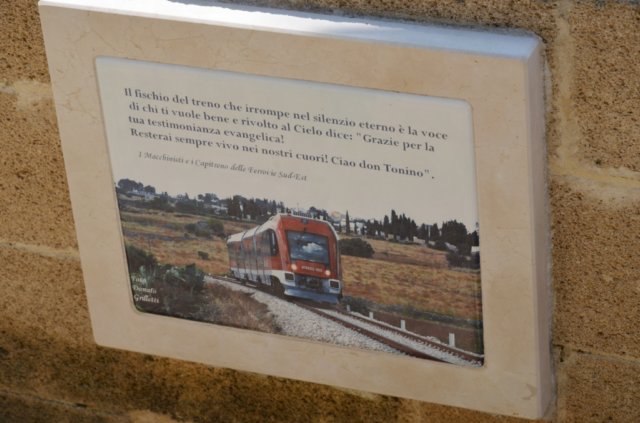 Il fischio del treno che irrompe nel silenzio eterno è la voce
di chi ti vuole bene e rivolto al Cielo dice: "Grazie per la
tua testimonianza evangelica!
Resterai sempre vivo nei nostri cuori! Ciao don Tonino".
I Macchinisti e i Capitreno delle Ferrovie Sud-Est
Foto
Donato
Grilletti